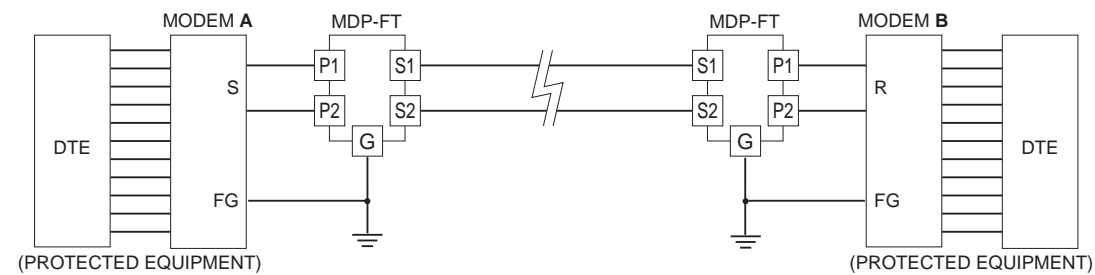 MODEM A MDP-FT MDP-FT MODEM B
P1 S1 S1 P1
S R
P2 S2 S2 P2
DTE G G DTE
FG FG
(PROTECTED EQUIPMENT) (PROTECTED EQUIPMENT)